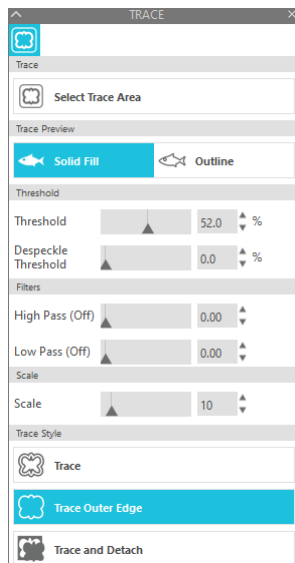 TRACE
Trace
Select Trace Area
Trace Preview
Solid Fill
Outline
Threshold
Threshold 52.0 %
Despeckle
Threshold 0.0 %
Filters
High Pass (Off) 0.00
Low Pass (Off) 0.00
Scale
Scale 10
Trace Style
Trace
Trace Outer Edge
Trace and Detach